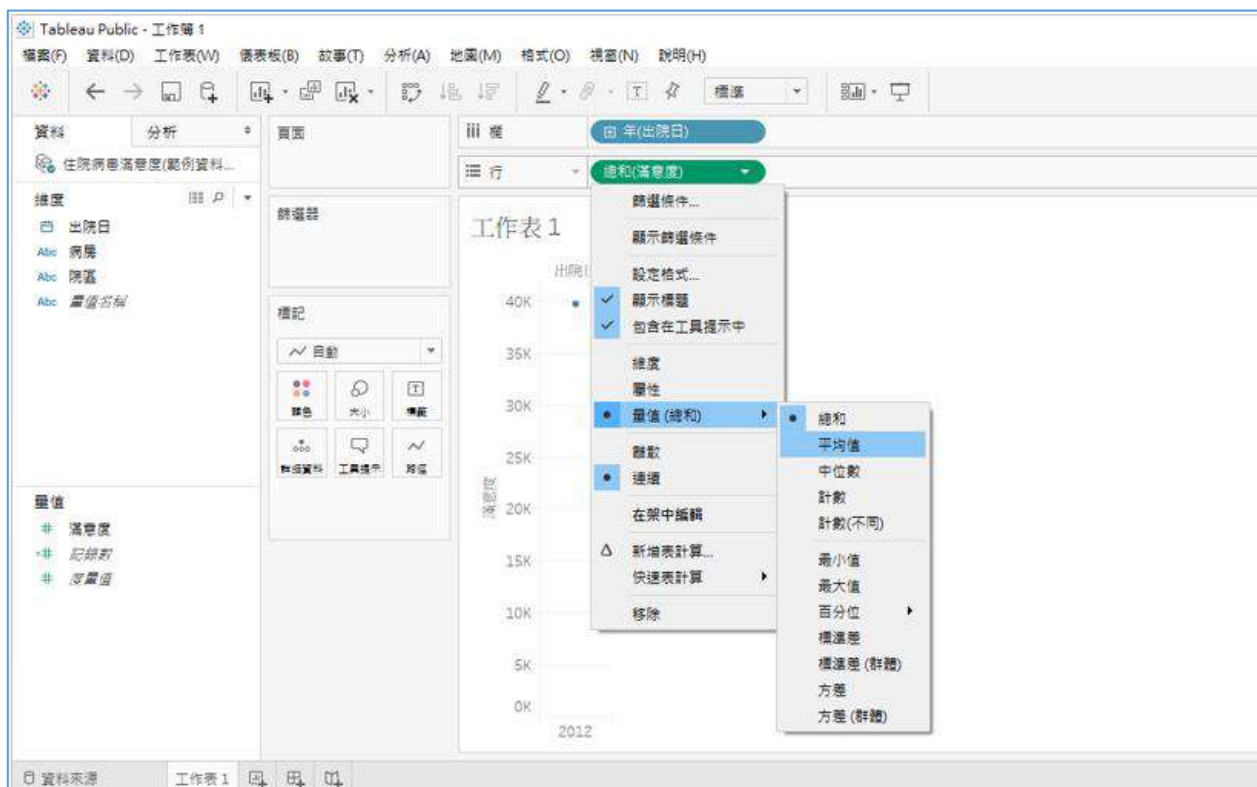 Tableau Public - 工作簿 1
檔案(F) 資料(D) 工作表(W) 儀表板(B) 故事(T) 分析(A) 地圖(M) 格式(O) 視窗(N) 說明(H)
標準
資料 分析
住院病患滿意度(範例資料...
維度
出院日
Abc 病房
Abc 院區
Abc 量值名稱
量值
# 滿意度
# 記錄數
# 度量值
頁面
篩選器
標記
自動
顏色 大小 標籤
詳細資料 工具提示 路徑
欄 年(出院日)
行 總和(滿意度)
工作表 1
出院
40K
35K
30K
25K
20K
15K
10K
5K
0K
滿意度
2012
篩選條件...
顯示篩選條件
設定格式...
顯示標題
包含在工具提示中
維度
屬性
量值 (總和)
離散
連續
在架中編輯
新增表計算...
快速表計算
移除
總和
平均值
中位數
計數
計數(不同)
最小值
最大值
百分位
標準差
標準差 (群體)
方差
方差 (群體)
資料來源 工作表 1